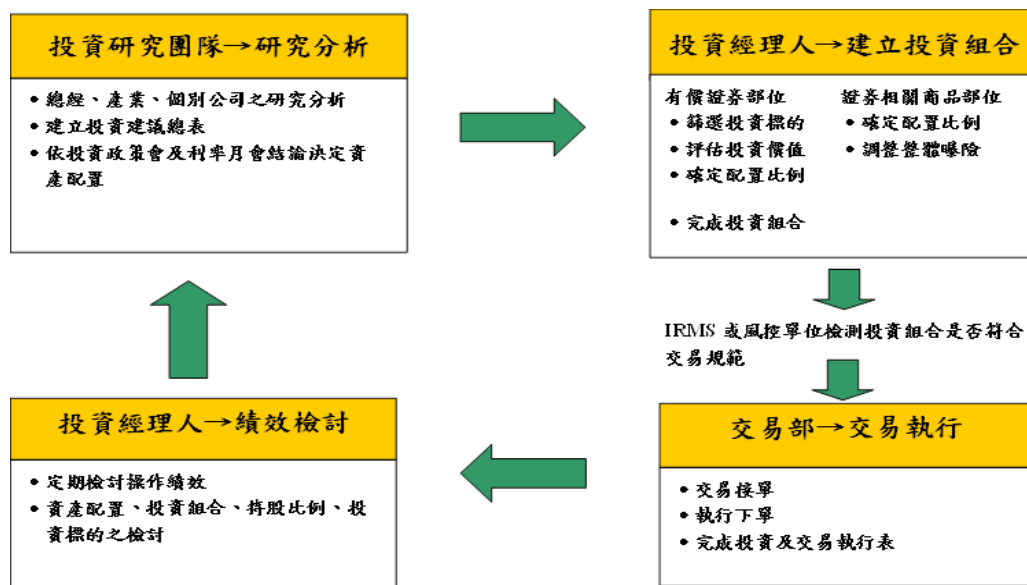 投資研究團隊→研究分析
• 總經、產業、個別公司之研究分析
• 建立投資建議總表
• 依投資政策會及利率月會結論決定資
產配置
投資經理人→建立投資組合
有價證券部位
• 篩選投資標的
• 評估投資價值
• 確定配置比例
• 完成投資組合
證券相關商品部位
• 確定配置比例
• 調整整體曝險
IRMS 或風控單位檢測投資組合是否符合
交易規範
交易部→交易執行
• 交易接單
• 執行下單
• 完成投資及交易執行表
投資經理人→績效檢討
• 定期檢討操作績效
• 資產配置、投資組合、持股比例、投
資標的之檢討